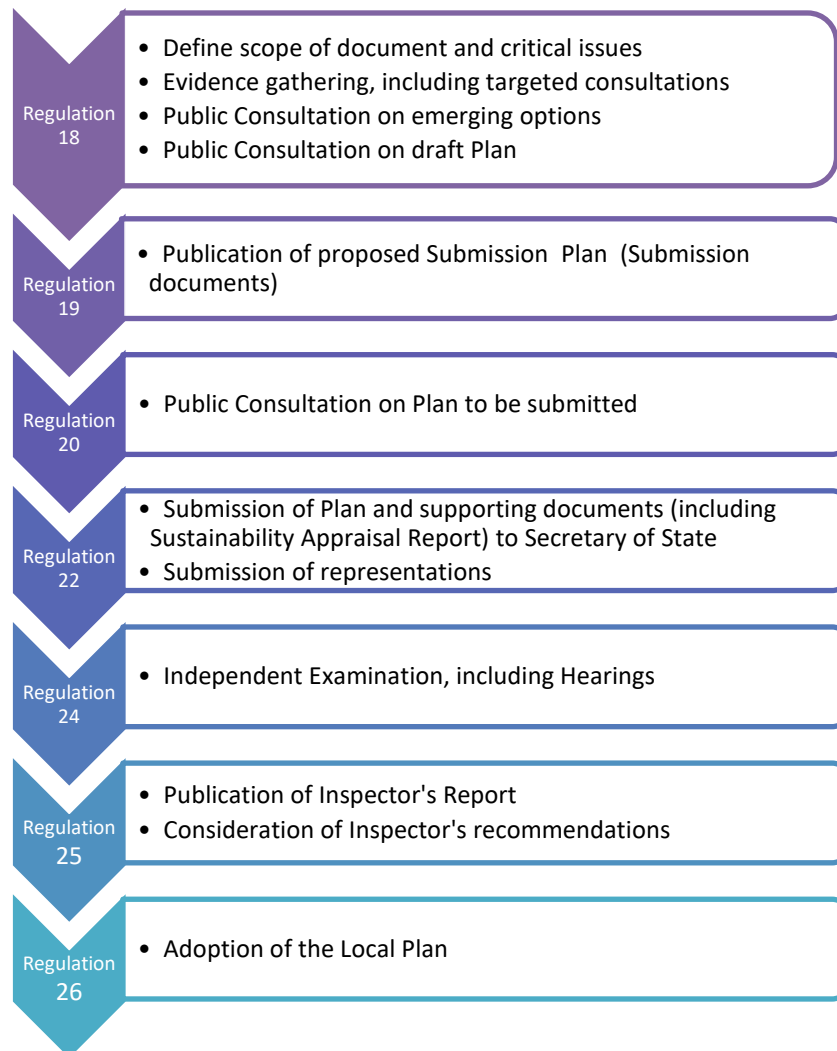 Regulation
18
• Define scope of document and critical issues
• Evidence gathering, including targeted consultations
• Public Consultation on emerging options
• Public Consultation on draft Plan
Regulation
19
• Publication of proposed Submission  Plan  (Submission
documents)
Regulation
20
• Public Consultation on Plan to be submitted
Regulation
22
• Submission of Plan and supporting documents (including
Sustainability Appraisal Report) to Secretary of State
• Submission of representations
Regulation
24
• Independent Examination, including Hearings
Regulation
25
• Publication of Inspector's Report
• Consideration of Inspector's recommendations
Regulation
26
• Adoption of the Local Plan